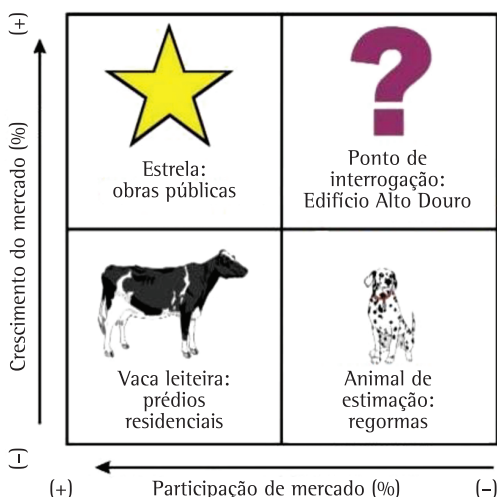 (+)
Crescimento do mercado (%)
(-)
?
Estrela:
obras públicas
Ponto de
interrogação:
Edifício Alto Douro
Vaca leiteira:
prédios
residenciais
Animal de
estimação:
regormas
(+)
Participação de mercado (%)
(-)